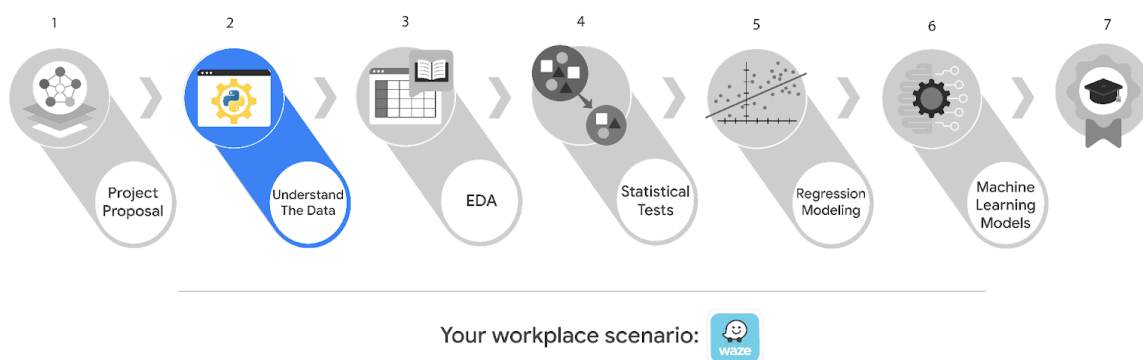 1
2
3
4
5
6
7
Project
Proposal
Understand
The Data
EDA
Statistical
Tests
Regression
Modeling
Machine
Learning
Models
Your workplace scenario:
waze